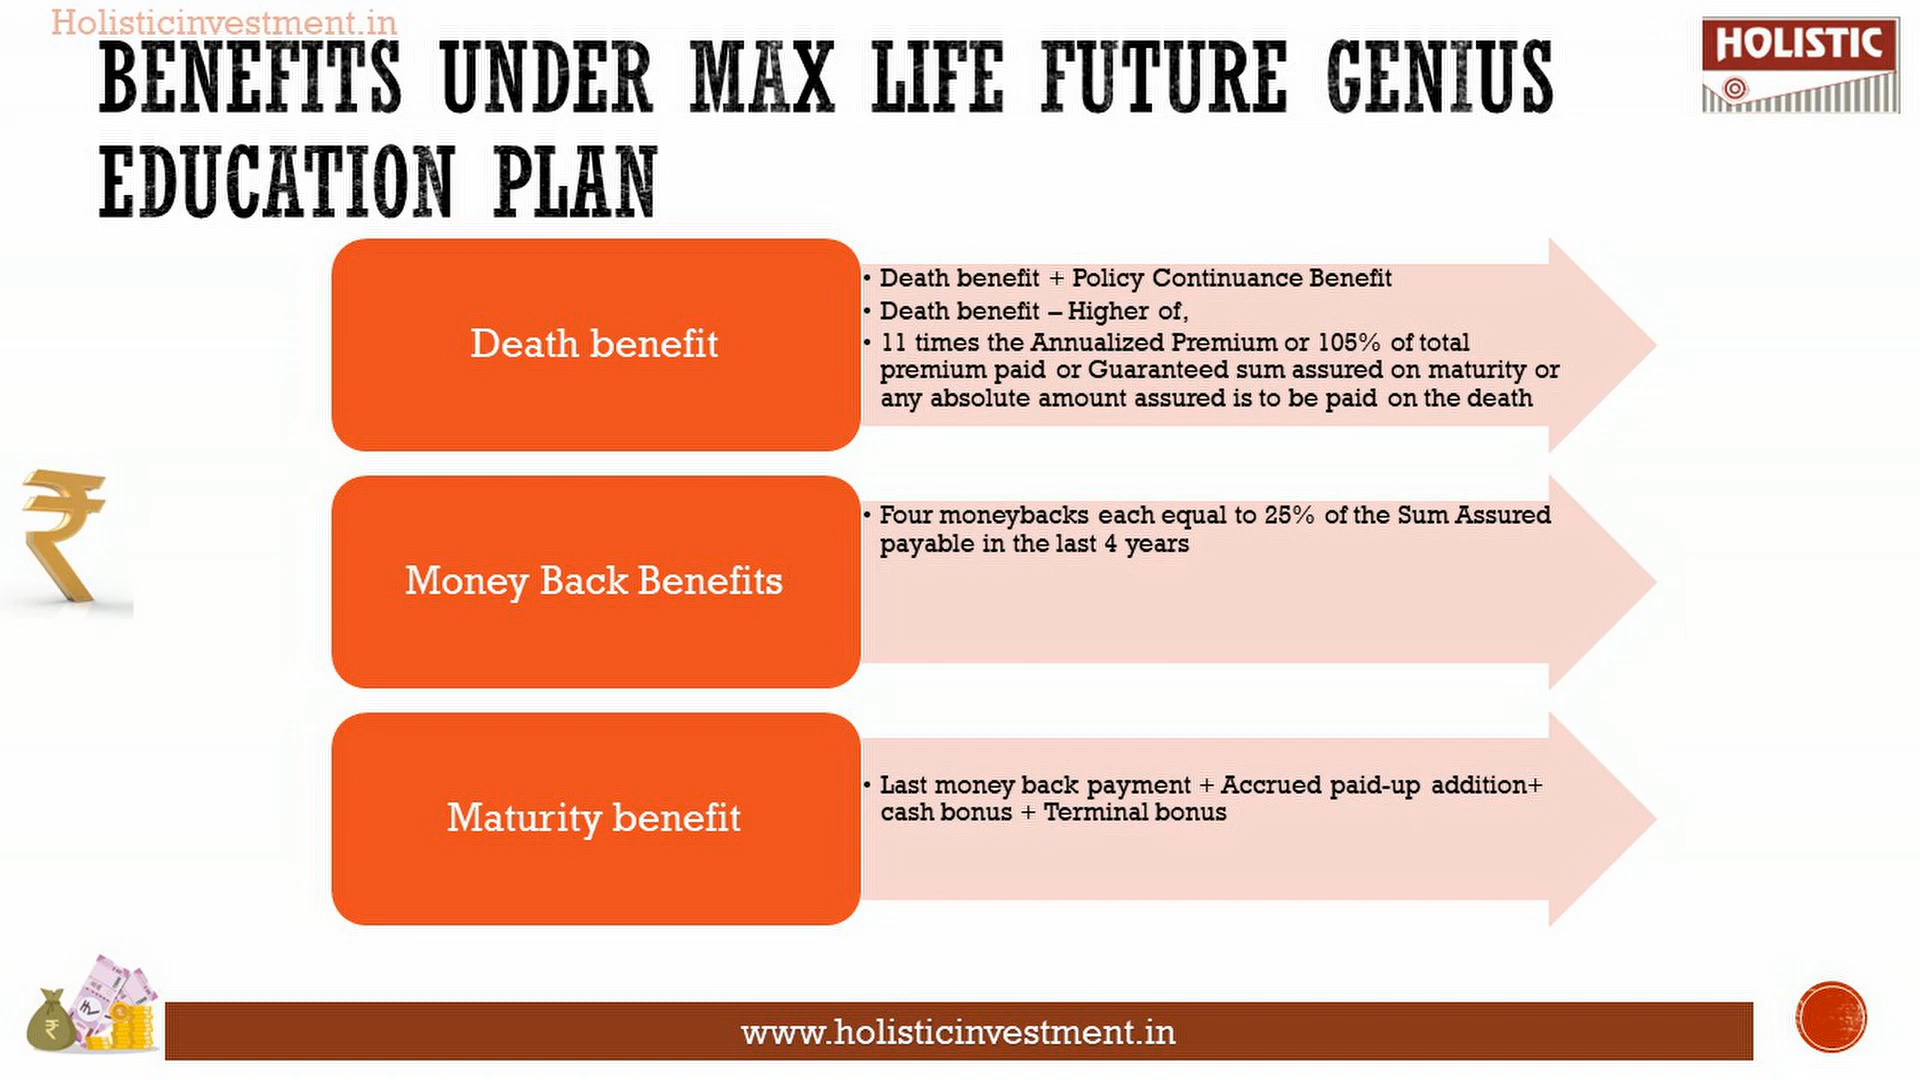 Holisticinvestment.in
HOLISTIC
BENEFITS UNDER MAX LIFE FUTURE GENIUS
EDUCATION PLAN
Death benefit
• Death benefit + Policy Continuance Benefit
• Death benefit – Higher of,
• 11 times the Annualized Premium or 105% of total
premium paid or Guaranteed sum assured on maturity or
any absolute amount assured is to be paid on the death
Money Back Benefits
• Four moneybacks each equal to 25% of the Sum Assured
payable in the last 4 years
Maturity benefit
• Last money back payment + Accrued paid-up addition+
cash bonus + Terminal bonus
www.holisticinvestment.in